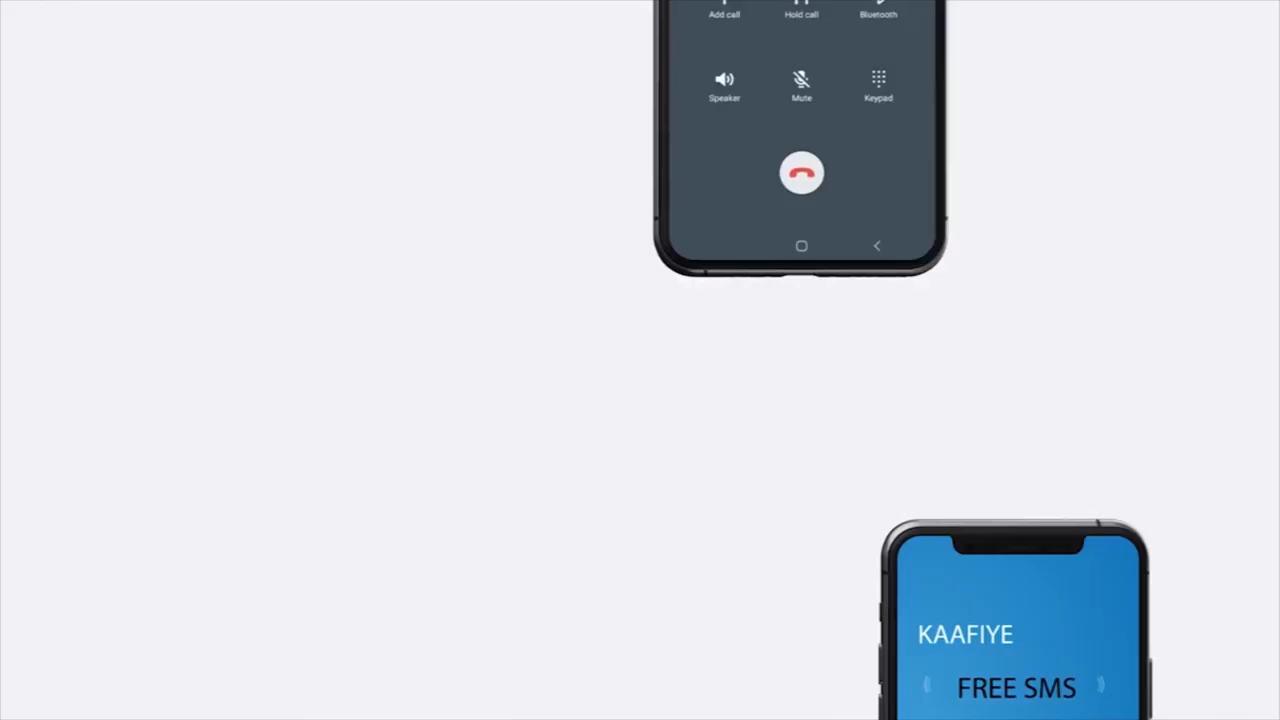 Add call Hold call Bluetooth
Speaker Mute Keypad
KAAFIYE
FREE SMS